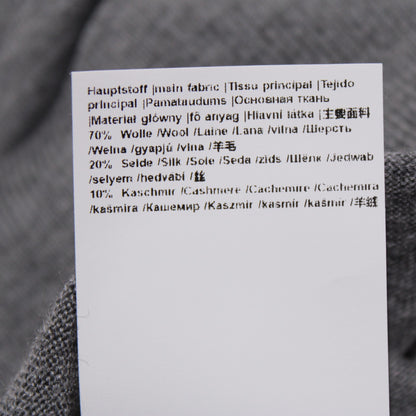 Hauptstoff |main fabric |Tissu principal |Tejido
principal |Pamataudums |Основная ткань
|Materiał główny |fő anyag |Hlavní látka |主要面料
70% Wolle /Wool /Laine /Lana /vilna /Шерсть
/Wełna /gyapjú /vlna /羊毛
20% Seide /Silk /Soie /Seda /zīds /Шёлк /Jedwab
/selyem /hedvábí /丝
10% Kaschmir /Cashmere /Cachemire /Cachemira
/kašmira /Кашемир /Kaszmir /kasmír /kašmír /羊绒